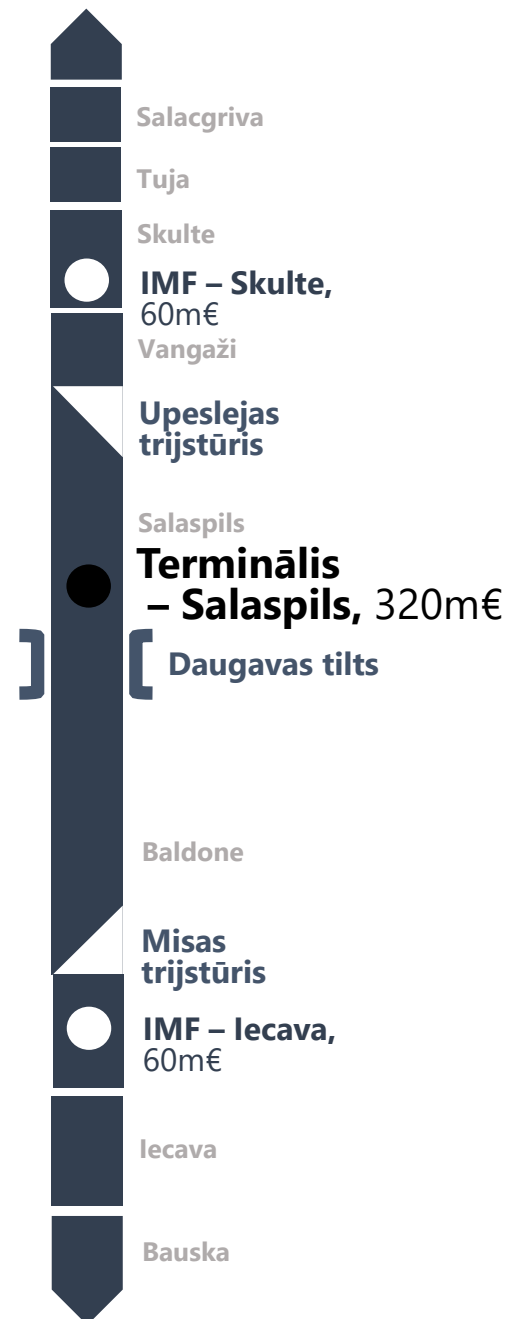 Salacgriva
Tuja
Skulte
IMF – Skulte,
60m€
Vangaži
Upeslejas
trijstūris
Salaspils
Terminālis
– Salaspils, 320m€
Daugavas tilts
Baldone
Misas
trijstūris
IMF – Iecava,
60m€
Iecava
Bauska